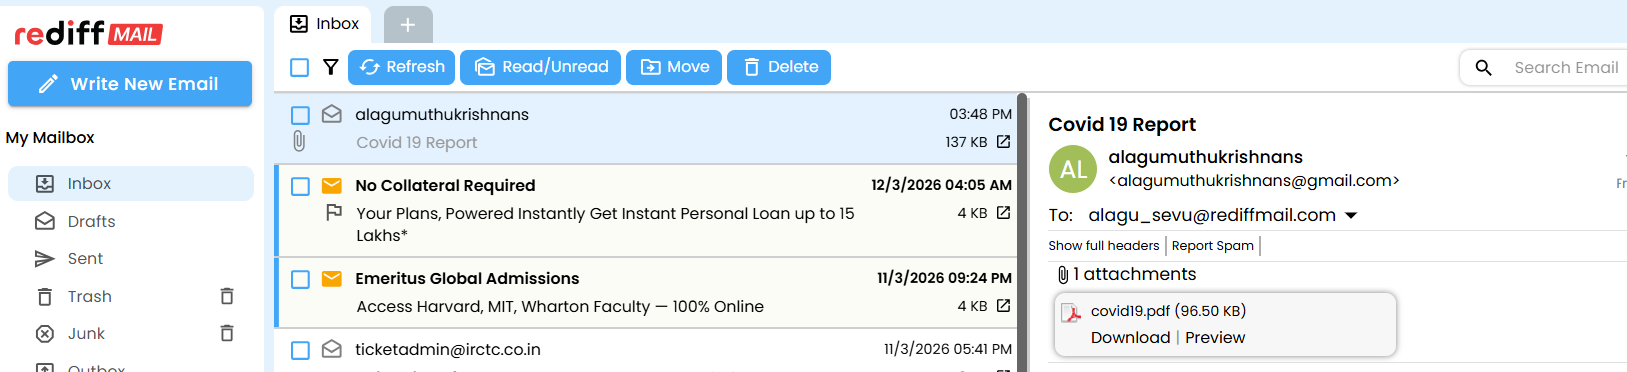 rediff MAIL
Write New Email
My Mailbox
Inbox
Drafts
Sent
Trash
Junk
Outbox
Inbox
+
Refresh
Read/Unread
Move
Delete
Search Email
alagumuthukrishnans 03:48 PM
Covid 19 Report 137 KB
No Collateral Required 12/3/2026 04:05 AM
Your Plans, Powered Instantly Get Instant Personal Loan up to 15 4 KB
Lakhs*
Emeritus Global Admissions 11/3/2026 09:24 PM
Access Harvard, MIT, Wharton Faculty — 100% Online 4 KB
ticketadmin@irctc.co.in 11/3/2026 05:41 PM
Covid 19 Report
AL
alagumuthukrishnans
<alagumuthukrishnans@gmail.com>
Fr
To: alagu_sevu@rediffmail.com
Show full headers | Report Spam |
1 attachments
covid19.pdf (96.50 KB)
Download | Preview